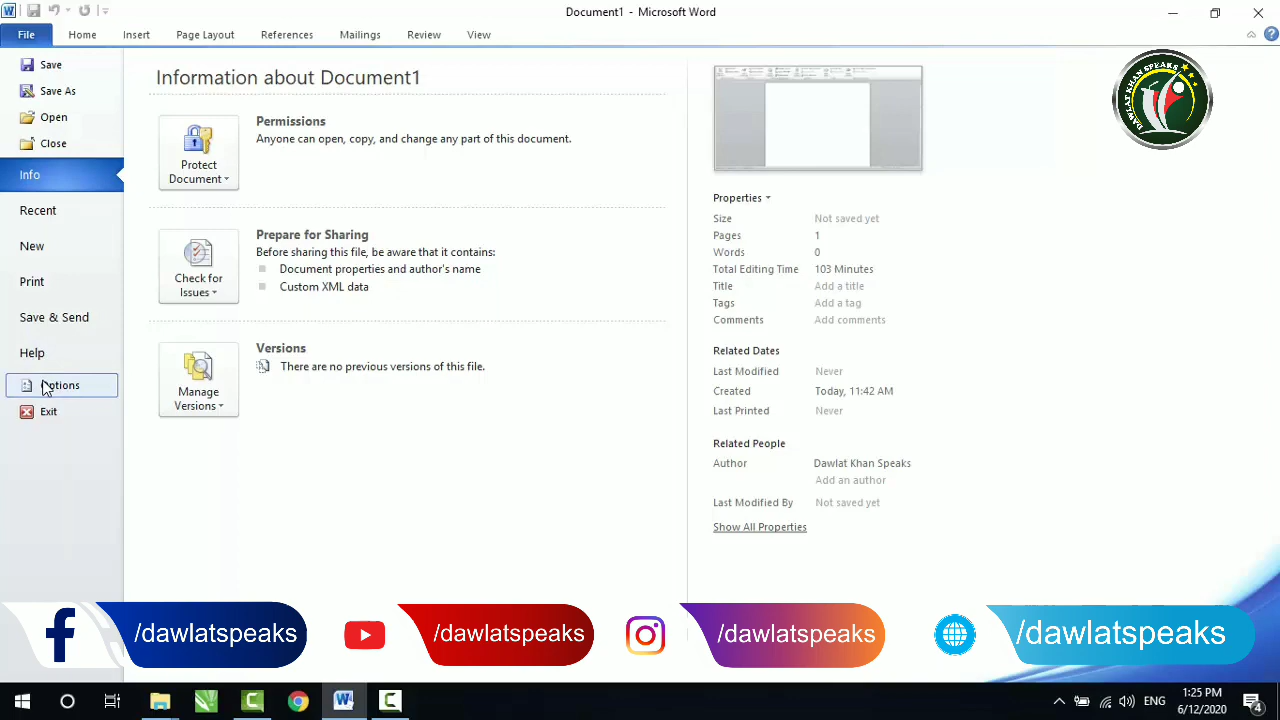 Document1 - Microsoft Word
File Home Insert Page Layout References Mailings Review View
Save
Save As
Open
Close
Info
Recent
New
Print
Save & Send
Help
Options
Exit
Information about Document1
Protect
Document
Permissions
Anyone can open, copy, and change any part of this document.
Check for
Issues
Prepare for Sharing
Before sharing this file, be aware that it contains:
Document properties and author's name
Custom XML data
Manage
Versions
Versions
There are no previous versions of this file.
Properties
Size Not saved yet
Pages 1
Words 0
Total Editing Time 103 Minutes
Title Add a title
Tags Add a tag
Comments Add comments
Related Dates
Last Modified Never
Created Today, 11:42 AM
Last Printed Never
Related People
Author Dawlat Khan Speaks
Add an author
Last Modified By Not saved yet
Show All Properties
DAWLAT KHAN SPEAKS
/dawlatspeaks
/dawlatspeaks
/dawlatspeaks
/dawlatspeaks
ENG
1:25 PM
6/12/2020
4